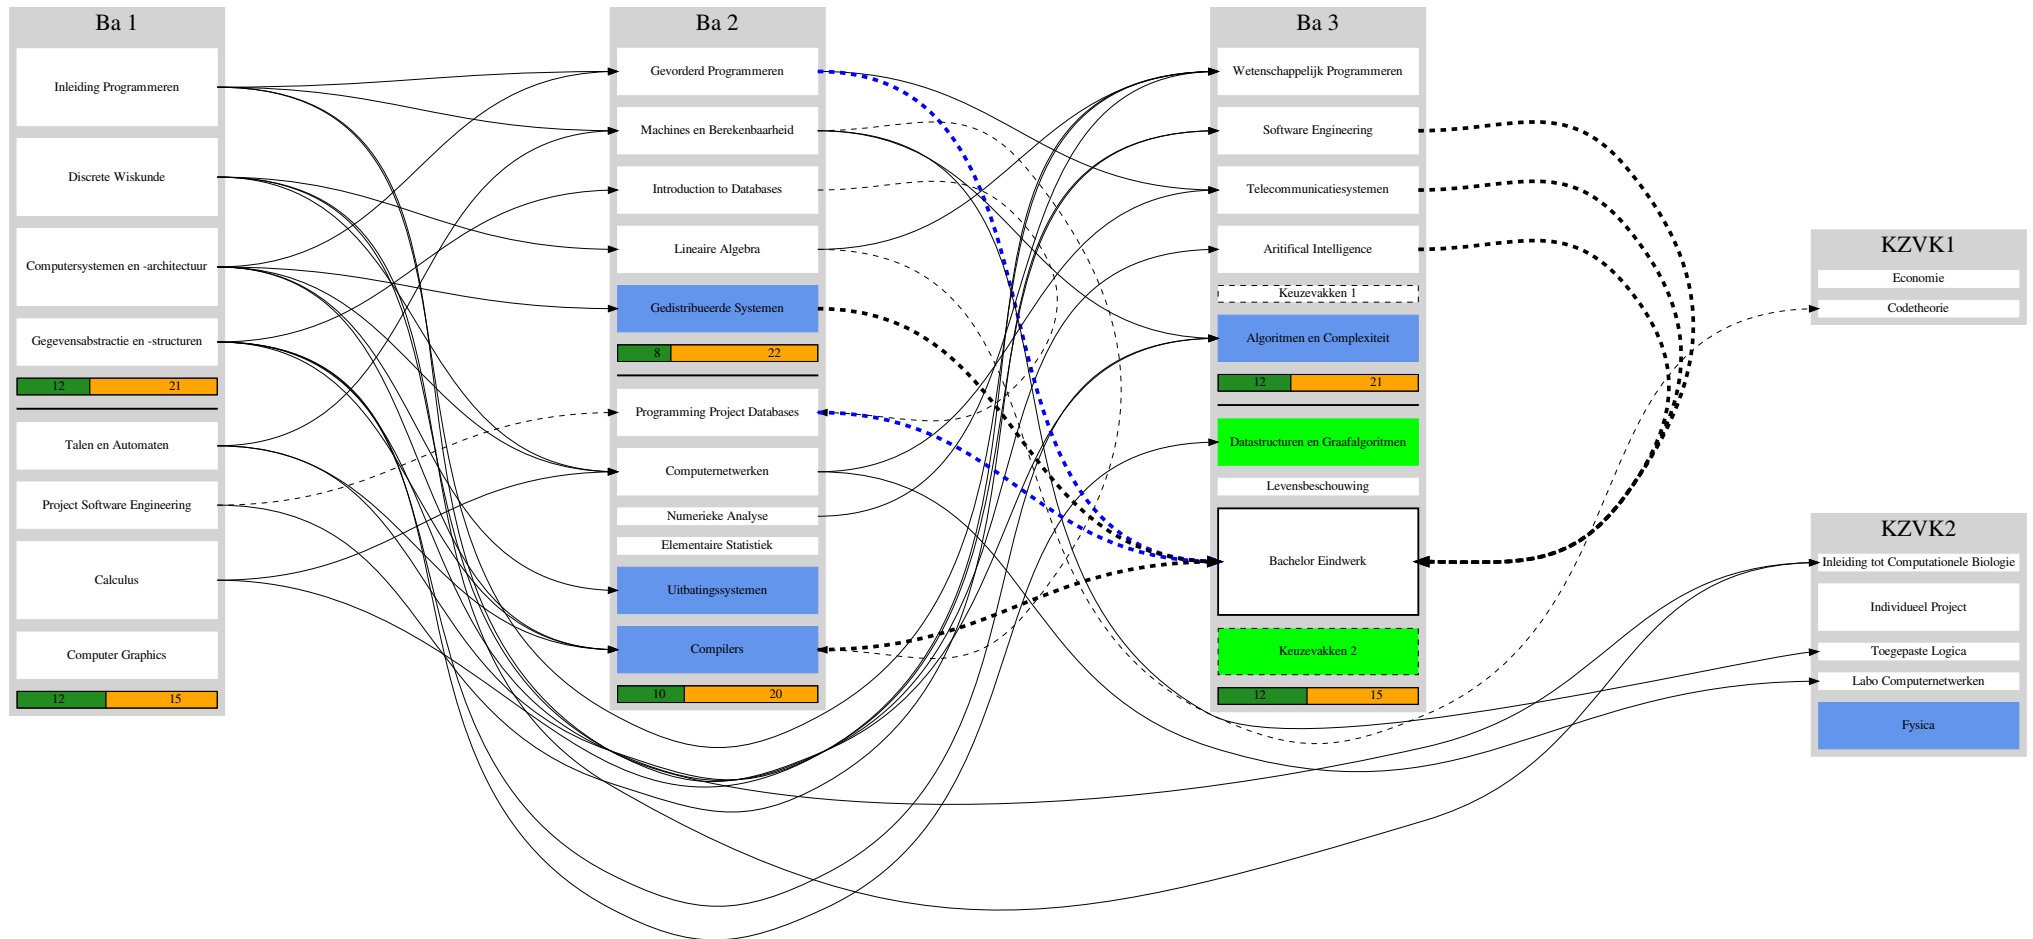 Ba 1
Inleiding Programmeren
Discrete Wiskunde
Computersystemen en -architectuur
Gegevensabstractie en -structuren
12 21
Talen en Automaten
Project Software Engineering
Calculus
Computer Graphics
12 15
Ba 2
Gevorderd Programmeren
Machines en Berekenbaarheid
Introduction to Databases
Lineaire Algebra
Gedistribueerde Systemen
8 22
Programming Project Databases
Computernetwerken
Numerieke Analyse
Elementaire Statistiek
Uitbatingssystemen
Compilers
10 20
Ba 3
Wetenschappelijk Programmeren
Software Engineering
Telecommunicatiesystemen
Aritifical Intelligence
Keuzevakken 1
Algoritmen en Complexiteit
12 21
Datastructuren en Graafalgoritmen
Levensbeschouwing
Bachelor Eindwerk
Keuzevakken 2
12 15
KZVK1
Economie
Codetheorie
KZVK2
Inleiding tot Computationele Biologie
Individueel Project
Toegepaste Logica
Labo Computernetwerken
Fysica